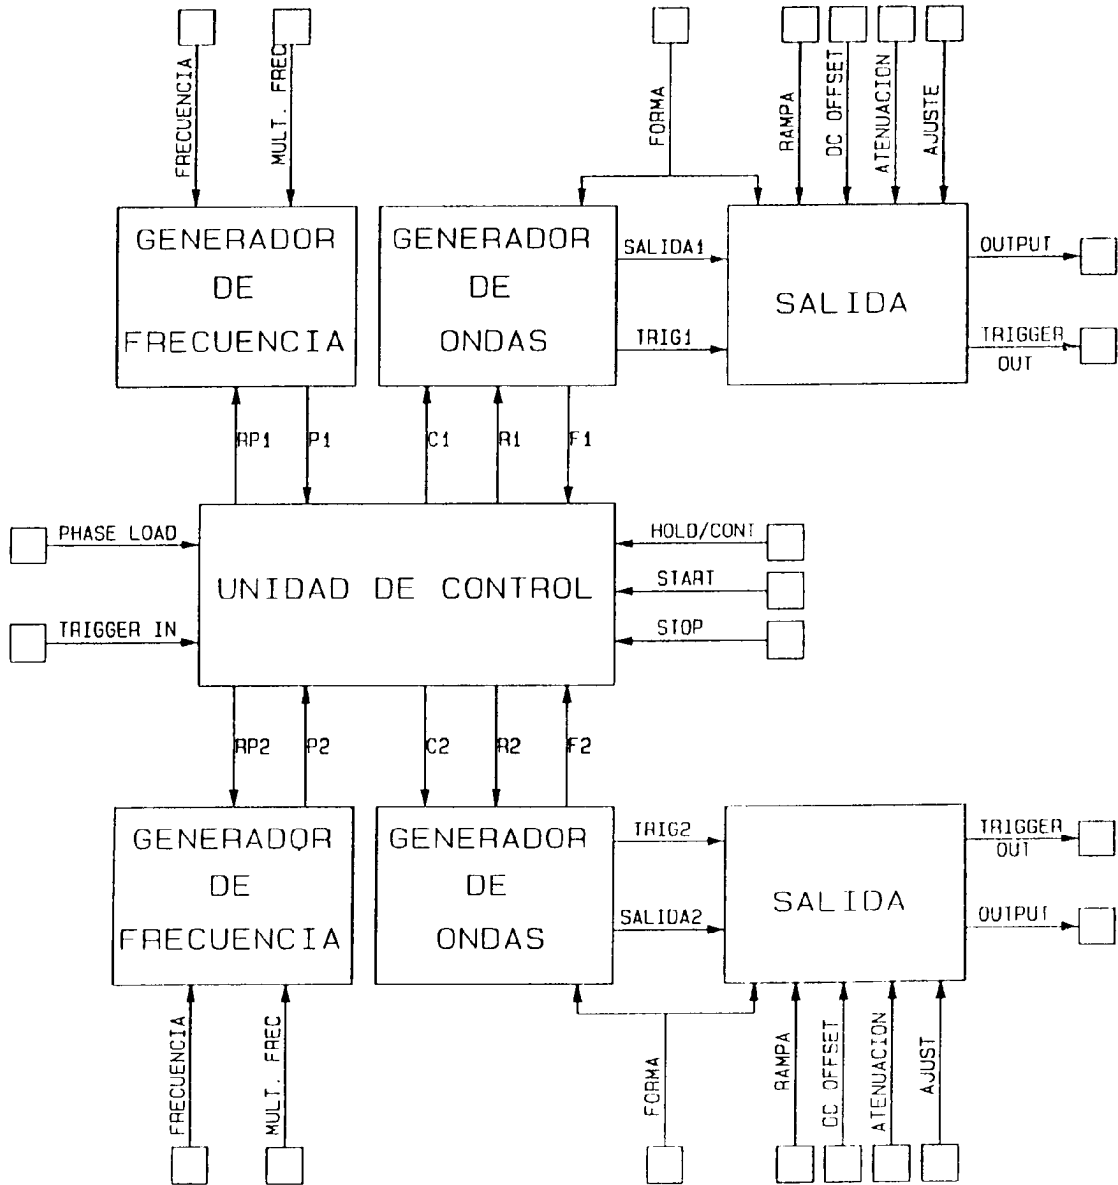 FRECUENCIA
MULT. FREC
FORMA
RAMPA
DC OFFSET
ATENUACION
AJUSTE
GENERADOR
DE
FRECUENCIA
GENERADOR
DE
ONDAS
SALIDA1
TRIG1
SALIDA
OUTPUT
TRIGGER
OUT
RP1
P1
C1
R1
F1
PHASE LOAD
TRIGGER IN
UNIDAD DE CONTROL
HOLD/CONT
START
STOP
RP2
P2
C2
R2
F2
GENERADOR
DE
FRECUENCIA
GENERADOR
DE
ONDAS
TRIG2
SALIDA2
SALIDA
TRIGGER
OUT
OUTPUT
FRECUENCIA
MULT. FREC
FORMA
RAMPA
DC OFFSET
ATENUACION
AJUST